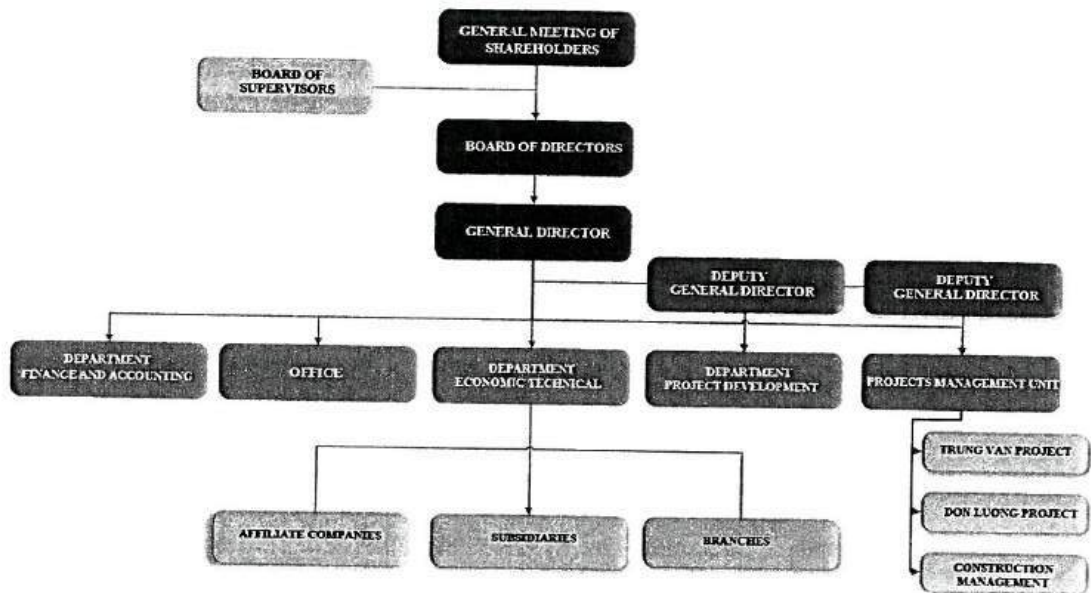 GENERAL MEETING OF
SHAREHOLDERS
BOARD OF
SUPERVISORS
BOARD OF DIRECTORS
GENERAL DIRECTOR
DEPUTY
GENERAL DIRECTOR
DEPUTY
GENERAL DIRECTOR
DEPARTMENT
FINANCE AND ACCOUNTING
OFFICE
DEPARTMENT
ECONOMIC TECHNICAL
DEPARTMENT
PROJECT DEVELOPMENT
PROJECTS MANAGEMENT UNIT
TRUNG VAN PROJECT
DON LUONG PROJECT
CONSTRUCTION
MANAGEMENT
AFFILIATE COMPANIES
SUBSIDIARIES
BRANCHES